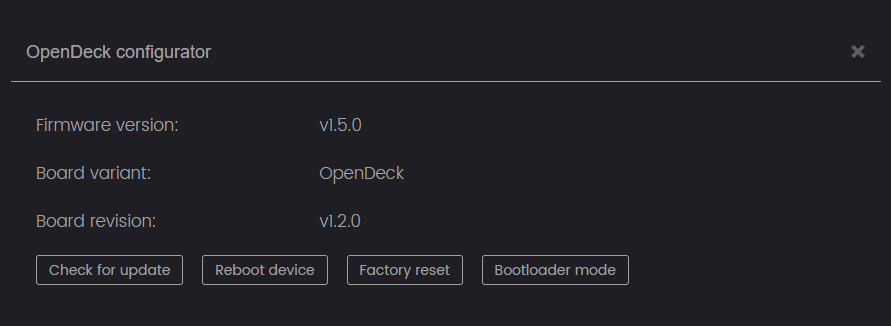 OpenDeck configurator
Firmware version: v1.5.0
Board variant: OpenDeck
Board revision: v1.2.0
Check for update Reboot device Factory reset Bootloader mode